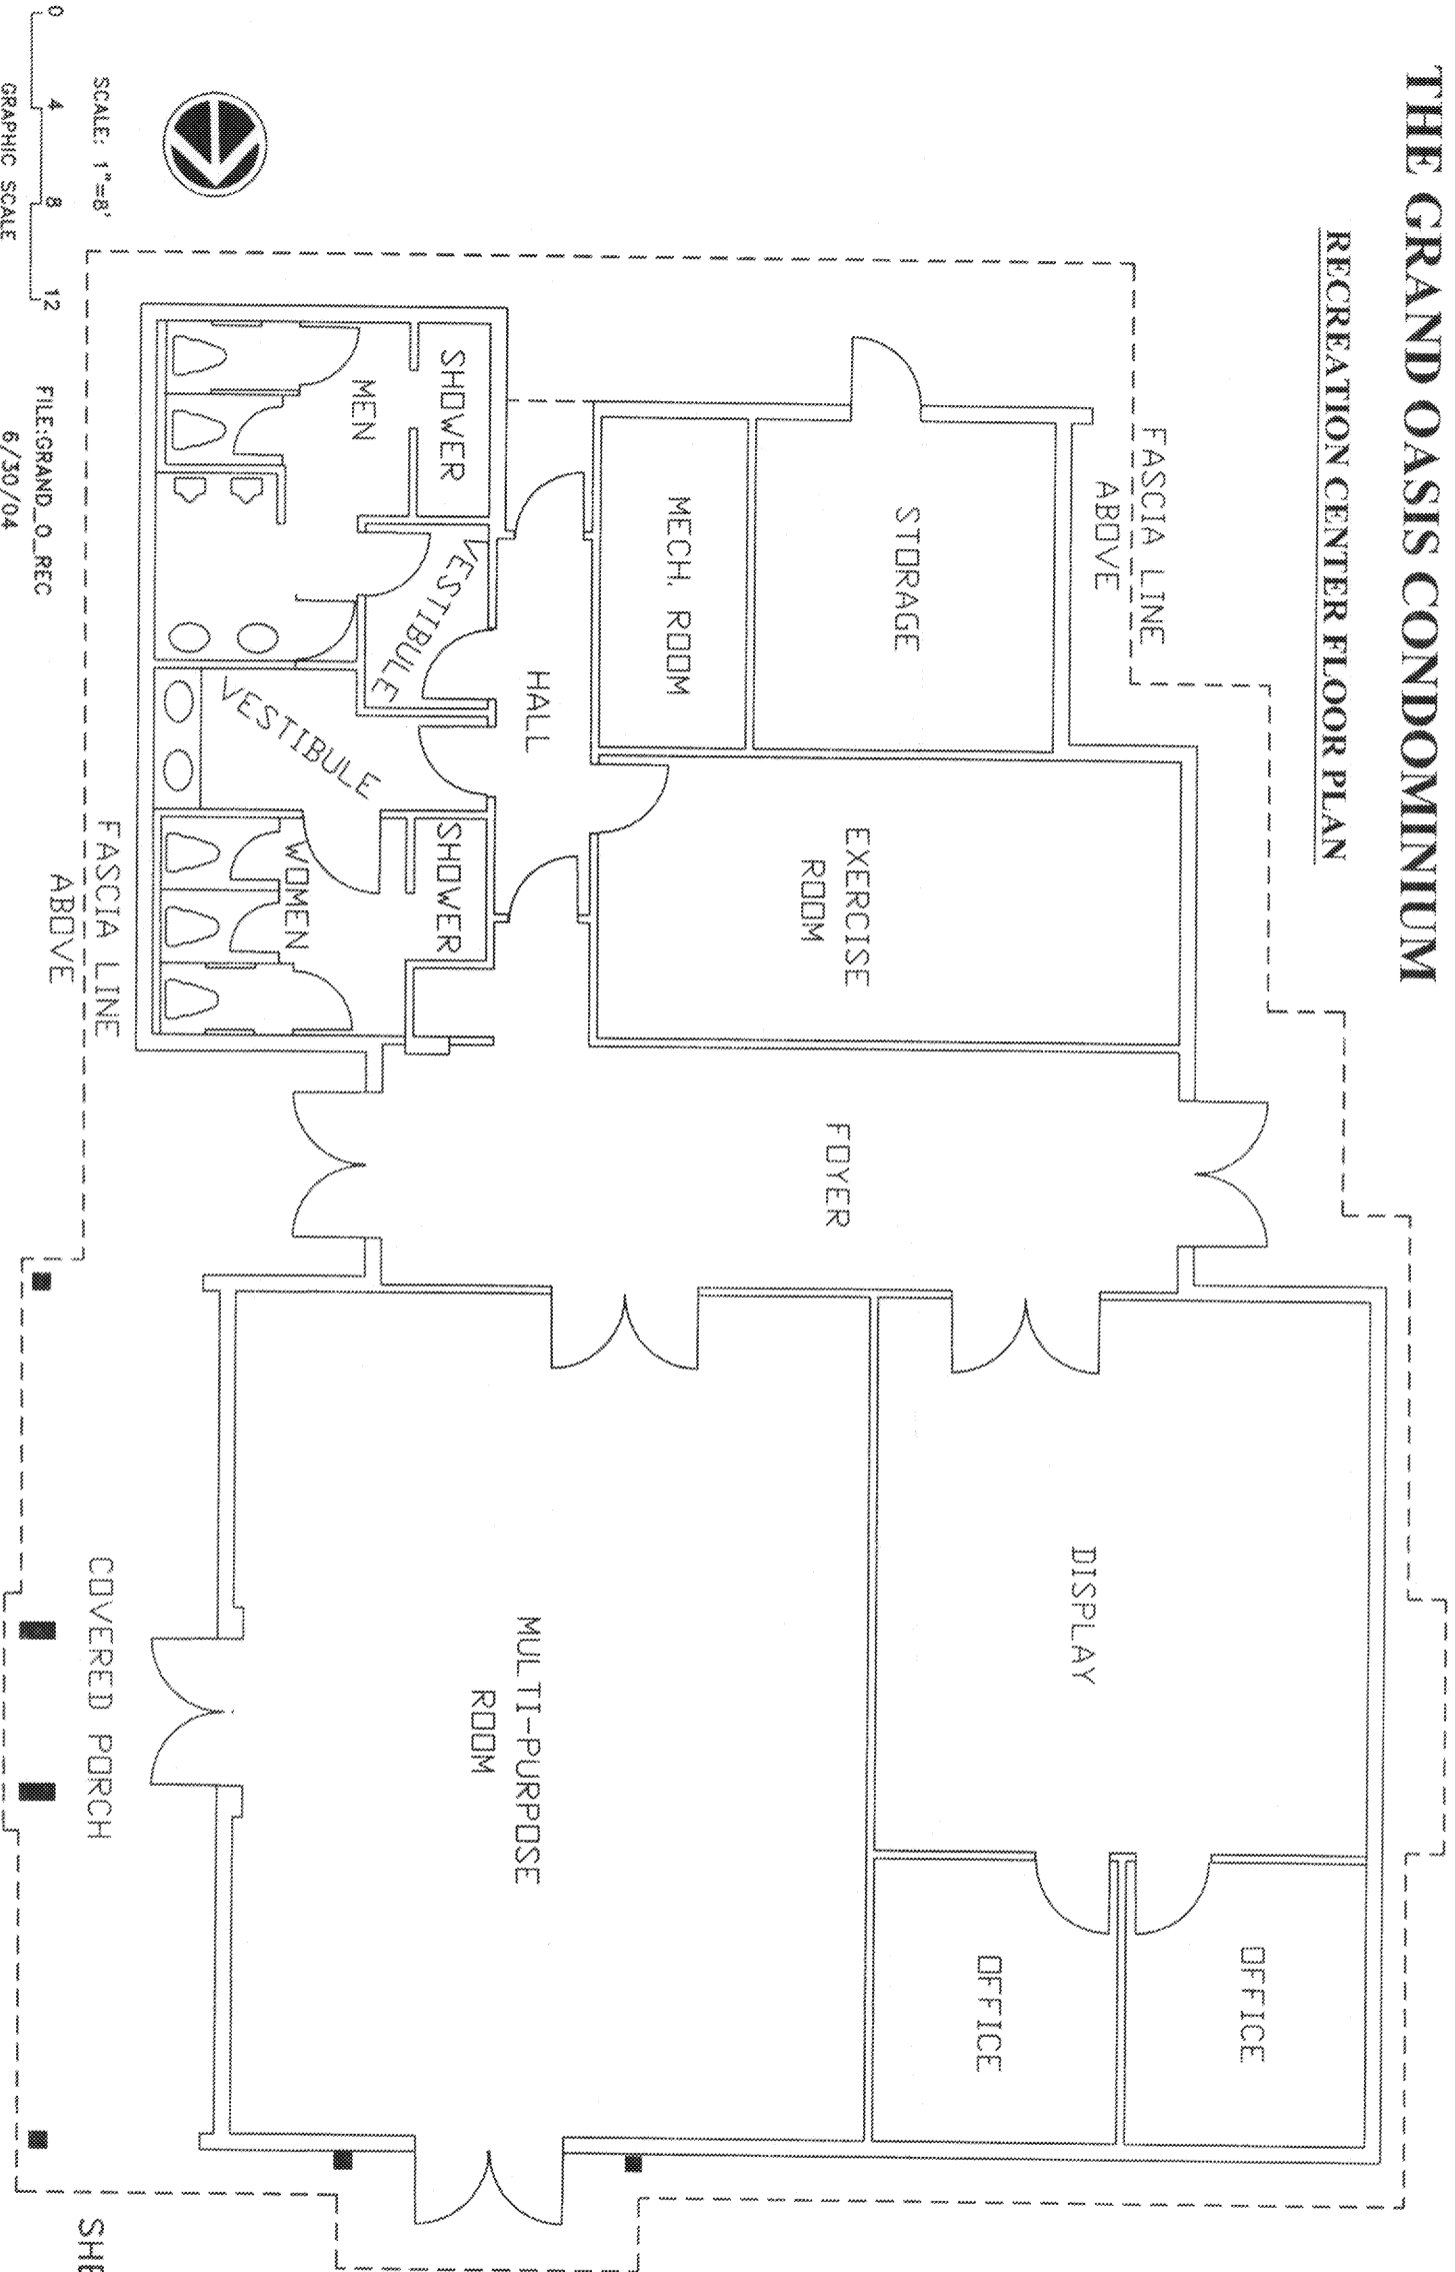 THE GRAND OASIS CONDOMINIUM
RECREATION CENTER FLOOR PLAN
FASCIA LINE
ABOVE
STORAGE
MECH. ROOM
EXERCISE
ROOM
FOYER
DISPLAY
OFFICE
OFFICE
HALL
SHOWER
MEN
VESTIBULE
VESTIBULE
SHOWER
WOMEN
MULTI-PURPOSE
ROOM
FASCIA LINE
ABOVE
COVERED PORCH
SCALE: 1"=8'
0 4 8 12
GRAPHIC SCALE
FILE:GRAND_O_REC
6/30/04